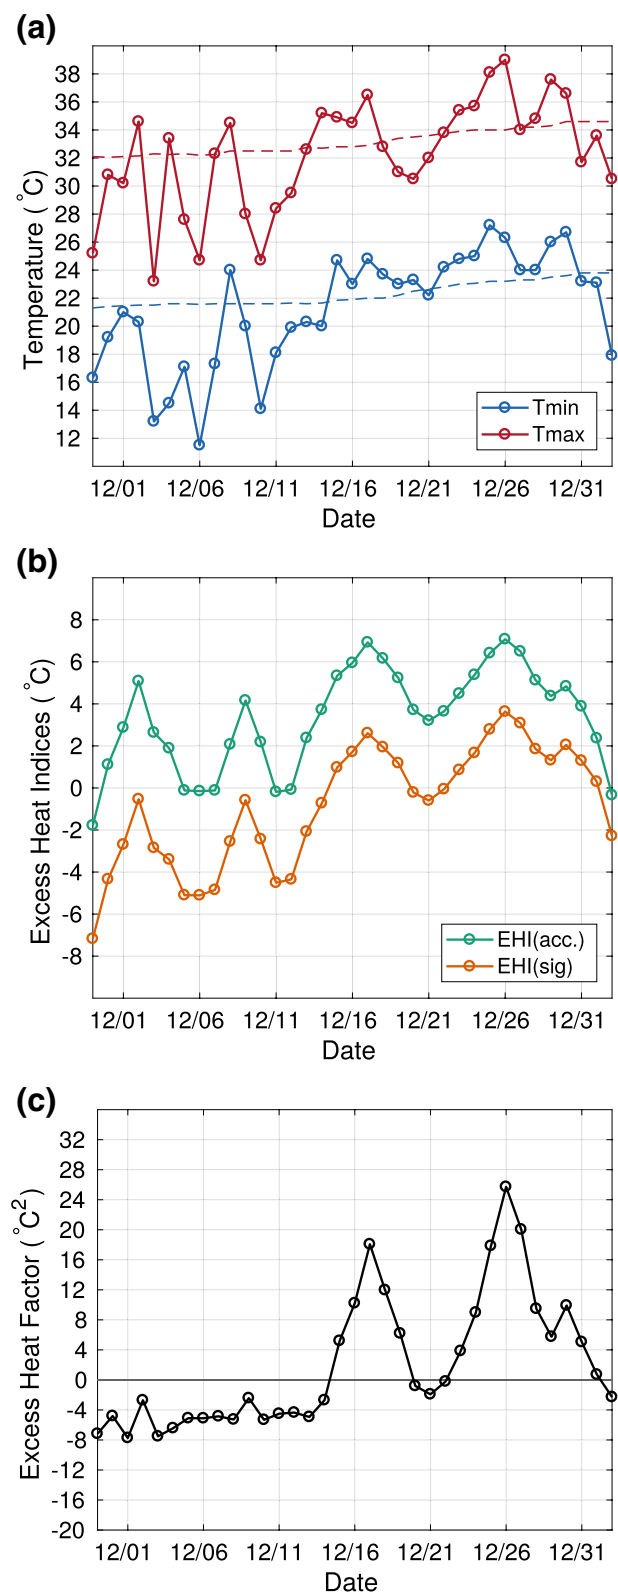 (a)
38
36
34
32
30
28
26
24
22
20
18
16
14
12
Temperature (°C)
Tmin
Tmax
12/01 12/06 12/11 12/16 12/21 12/26 12/31
Date
(b)
8
6
4
2
0
-2
-4
-6
-8
Excess Heat Indices (°C)
EHI(acc.)
EHI(sig)
12/01 12/06 12/11 12/16 12/21 12/26 12/31
Date
(c)
32
28
24
20
16
12
8
4
0
-4
-8
-12
-16
-20
Excess Heat Factor (°C²)
12/01 12/06 12/11 12/16 12/21 12/26 12/31
Date